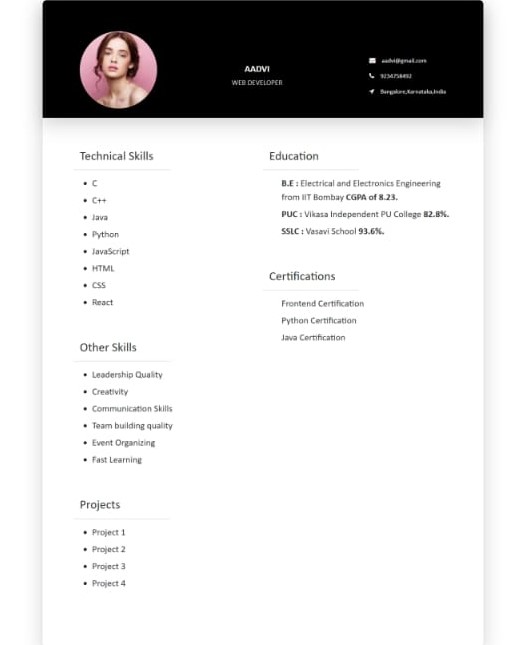 AADVI
WEB DEVELOPER
aadvi@gmail.com
9234758492
Bangalore,Karnataka,India
Technical Skills
• C
• C++
• Java
• Python
• JavaScript
• HTML
• CSS
• React
Other Skills
• Leadership Quality
• Creativity
• Communication Skills
• Team building quality
• Event Organizing
• Fast Learning
Projects
• Project 1
• Project 2
• Project 3
• Project 4
Education
B.E : Electrical and Electronics Engineering
from IIT Bombay CGPA of 8.23.
PUC : Vikasa Independent PU College 82.8%.
SSLC : Vasavi School 93.6%.
Certifications
Frontend Certification
Python Certification
Java Certification